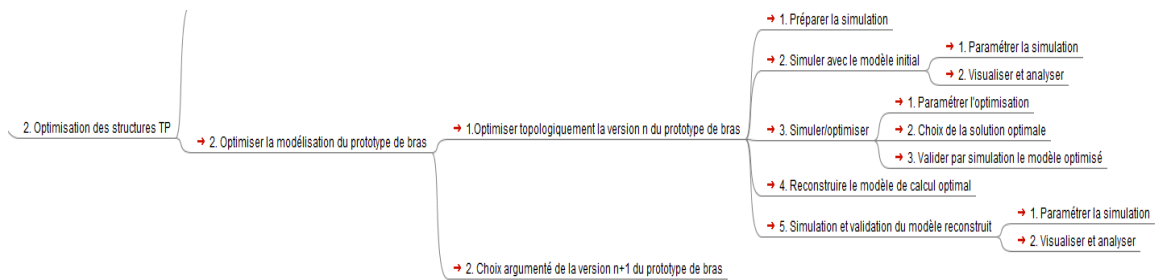 2. Optimisation des structures TP
2. Optimiser la modélisation du prototype de bras
1.Optimiser topologiquement la version n du prototype de bras
1. Préparer la simulation
2. Simuler avec le modèle initial
1. Paramétrer la simulation
2. Visualiser et analyser
3. Simuler/optimiser
1. Paramétrer l'optimisation
2. Choix de la solution optimale
3. Valider par simulation le modèle optimisé
4. Reconstruire le modèle de calcul optimal
5. Simulation et validation du modèle reconstruit
1. Paramétrer la simulation
2. Visualiser et analyser
2. Choix argumenté de la version n+1 du prototype de bras